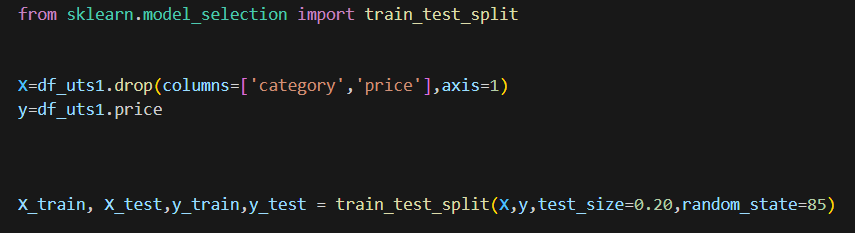 from sklearn.model_selection import train_test_split
X=df_uts1.drop(columns=['category','price'],axis=1)
y=df_uts1.price
X_train, X_test,y_train,y_test = train_test_split(X,y,test_size=0.20,random_state=85)